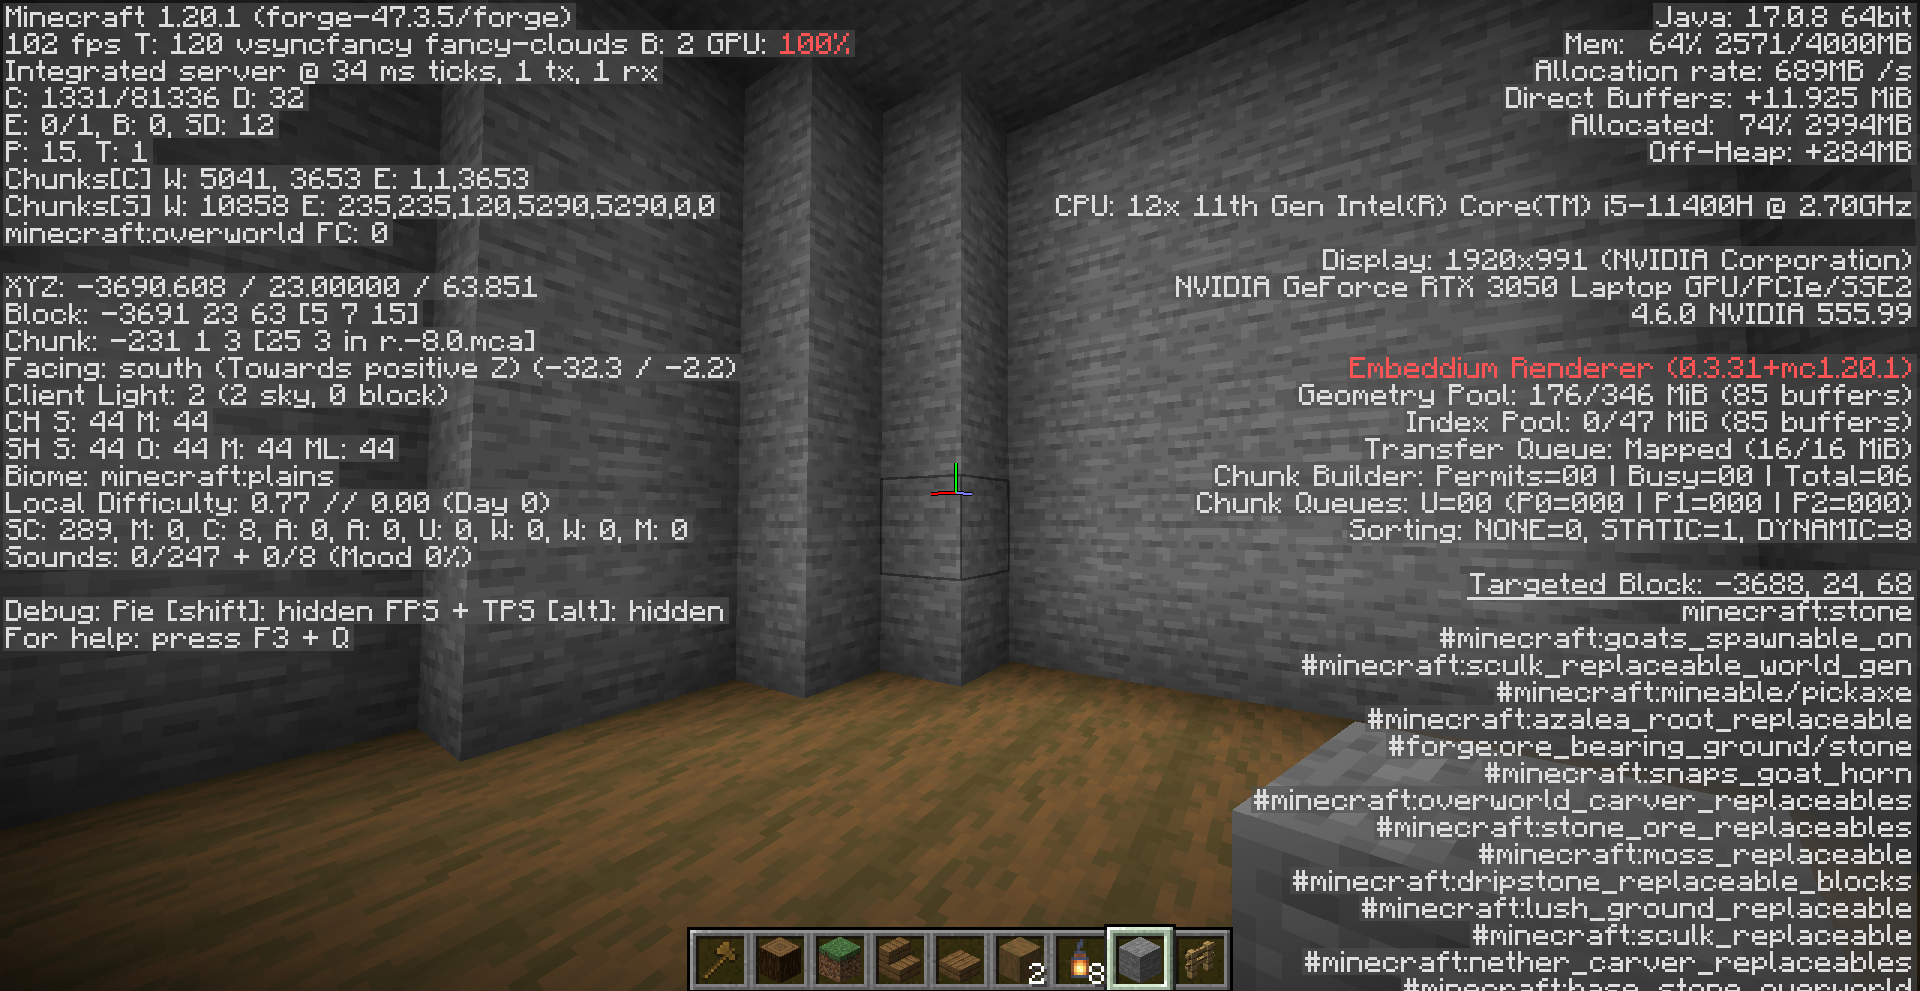 Minecraft 1.20.1 (forge-47.3.5/forge)
102 fps T: 120 vsyncfancy fancy-clouds B: 2 GPU: 100%
Integrated server @ 34 ms ticks, 1 tx, 1 rx
C: 1331/81336 D: 32
E: 0/1, B: 0, SD: 12
P: 15. T: 1
Chunks[C] W: 5041, 3653 E: 1,1,3653
Chunks[S] W: 10858 E: 235,235,120,5290,5290,0,0
minecraft:overworld FC: 0
XYZ: -3690.608 / 23.00000 / 63.851
Block: -3691 23 63 [5 7 15]
Chunk: -231 1 3 [25 3 in r.-8.0.mca]
Facing: south (Towards positive Z) (-32.3 / -2.2)
Client Light: 2 (2 sky, 0 block)
CH S: 44 M: 44
SH S: 44 O: 44 M: 44 ML: 44
Biome: minecraft:plains
Local Difficulty: 0.77 // 0.00 (Day 0)
SC: 289, M: 0, C: 8, A: 0, A: 0, U: 0, W: 0, W: 0, M: 0
Sounds: 0/247 + 0/8 (Mood 0%)
Debug: Pie [shift]: hidden FPS + TPS [alt]: hidden
For help: press F3 + Q
Java: 17.0.8 64bit
Mem: 64% 2571/4000MB
Allocation rate: 689MB /s
Direct Buffers: +11.925 MiB
Allocated: 74% 2994MB
Off-Heap: +284MB
CPU: 12x 11th Gen Intel(R) Core(TM) i5-11400H @ 2.70GHz
Display: 1920x991 (NVIDIA Corporation)
NVIDIA GeForce RTX 3050 Laptop GPU/PCIe/SSE2
4.6.0 NVIDIA 555.99
Embeddium Renderer (0.3.31+mc1.20.1)
Geometry Pool: 176/346 MiB (85 buffers)
Index Pool: 0/47 MiB (85 buffers)
Transfer Queue: Mapped (16/16 MiB)
Chunk Builder: Permits=00 | Busy=00 | Total=06
Chunk Queues: U=00 (P0=000 | P1=000 | P2=000)
Sorting: NONE=0, STATIC=1, DYNAMIC=8
Targeted Block: -3688, 24, 68
minecraft:stone
#minecraft:goats_spawnable_on
#minecraft:sculk_replaceable_world_gen
#minecraft:mineable/pickaxe
#minecraft:azalea_root_replaceable
#forge:ore_bearing_ground/stone
#minecraft:snaps_goat_horn
#minecraft:overworld_carver_replaceables
#minecraft:stone_ore_replaceables
#minecraft:moss_replaceable
#minecraft:dripstone_replaceable_blocks
#minecraft:lush_ground_replaceable
#minecraft:sculk_replaceable
#minecraft:nether_carver_replaceables
#minecraft:base_stone_overworld
2
8